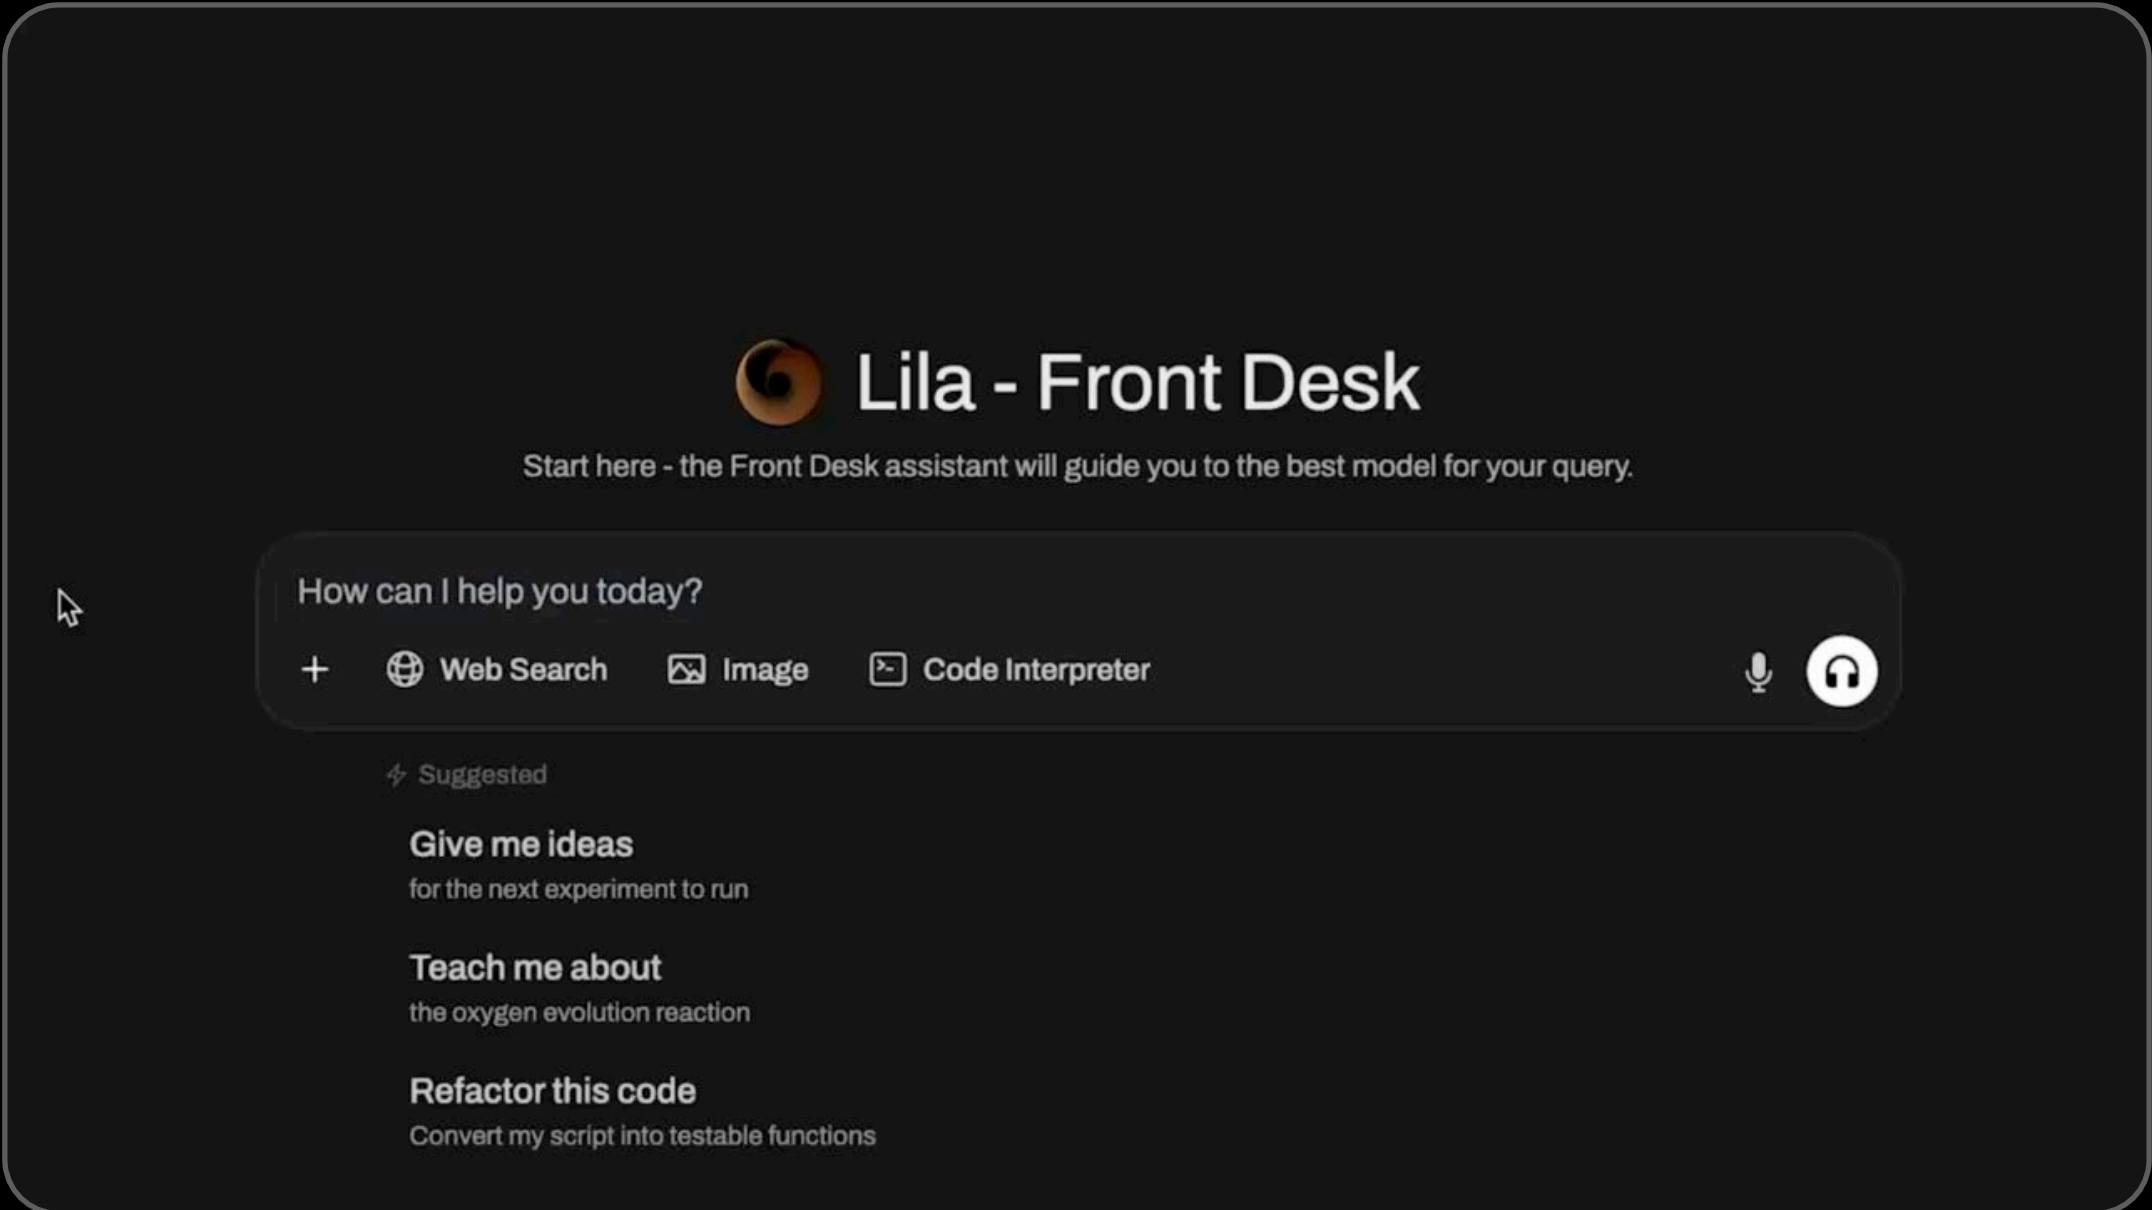 Lila - Front Desk
Start here - the Front Desk assistant will guide you to the best model for your query.
How can I help you today?
Web Search Image Code Interpreter
Suggested
Give me ideas
for the next experiment to run
Teach me about
the oxygen evolution reaction
Refactor this code
Convert my script into testable functions